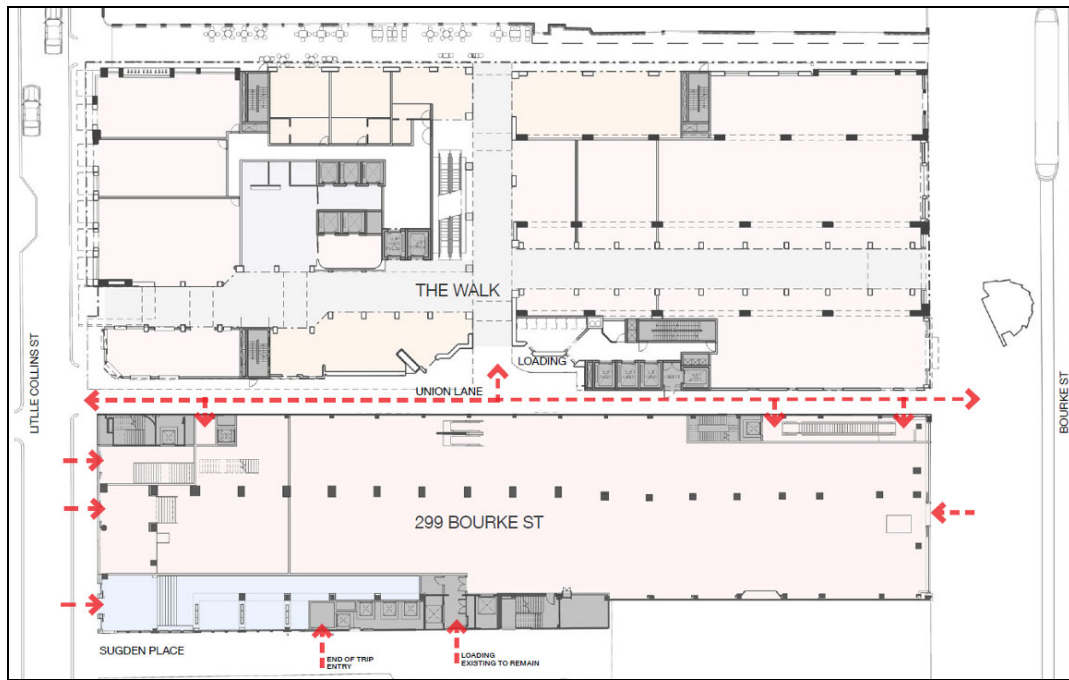 THE WALK
LOADING
UNION LANE
LITLLE COLLINS ST
BOURKE ST
299 BOURKE ST
SUGDEN PLACE
END OF TRIP
ENTRY
LOADING
EXISTING TO REMAIN